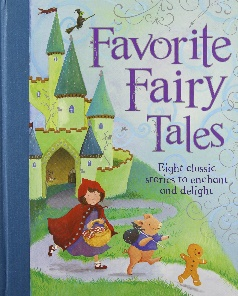 Favorite
Fairy
Tales
Eight classic
stories to enchant
and delight